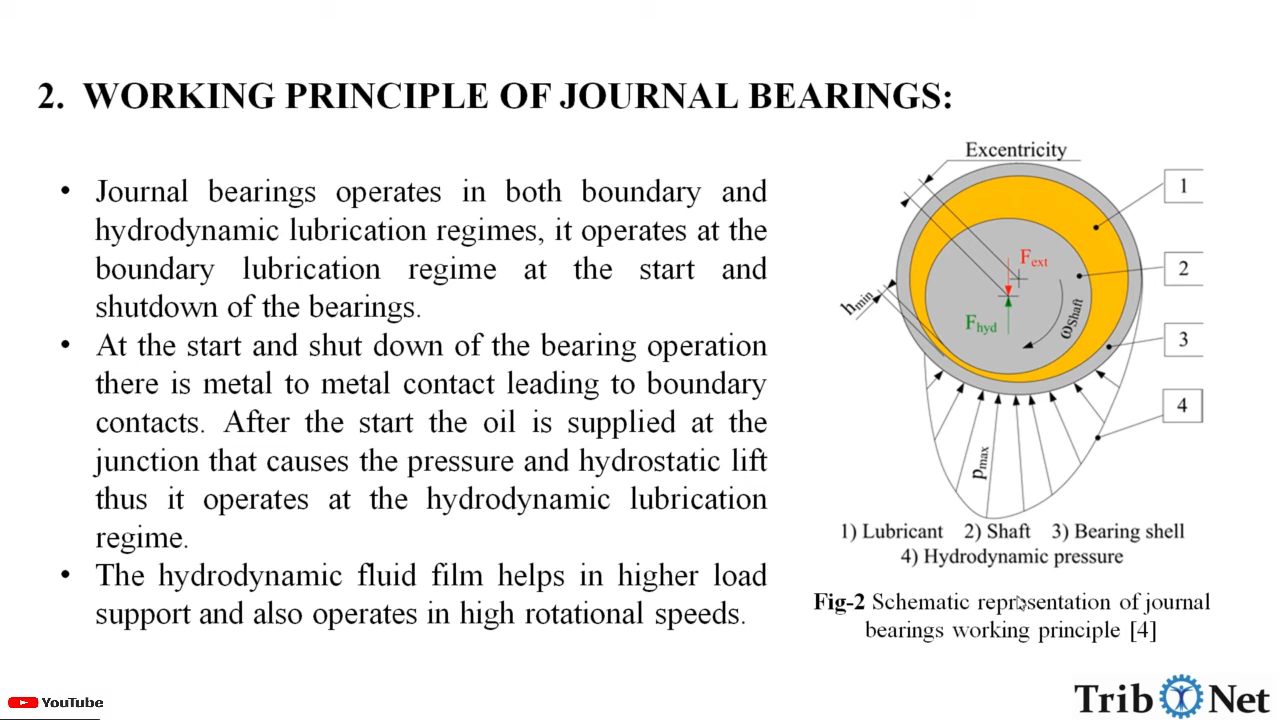 2. WORKING PRINCIPLE OF JOURNAL BEARINGS:
• Journal bearings operates in both boundary and
hydrodynamic lubrication regimes, it operates at the
boundary lubrication regime at the start and
shutdown of the bearings.
• At the start and shut down of the bearing operation
there is metal to metal contact leading to boundary
contacts. After the start the oil is supplied at the
junction that causes the pressure and hydrostatic lift
thus it operates at the hydrodynamic lubrication
regime.
• The hydrodynamic fluid film helps in higher load
support and also operates in high rotational speeds.
Excentricity
1
Fext
2
hmin
Fhyd
ωShaft
3
4
pmax
1) Lubricant 2) Shaft 3) Bearing shell
4) Hydrodynamic pressure
Fig-2 Schematic representation of journal
bearings working principle [4]
YouTube
Trib Net